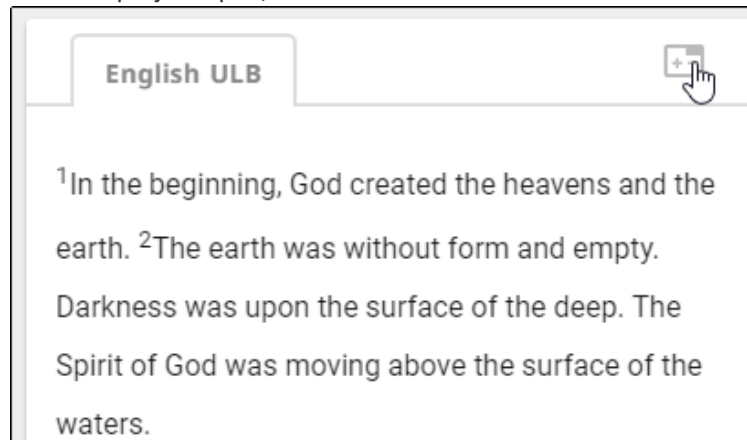 English ULB
+ -
¹In the beginning, God created the heavens and the
earth. ²The earth was without form and empty.
Darkness was upon the surface of the deep. The
Spirit of God was moving above the surface of the
waters.